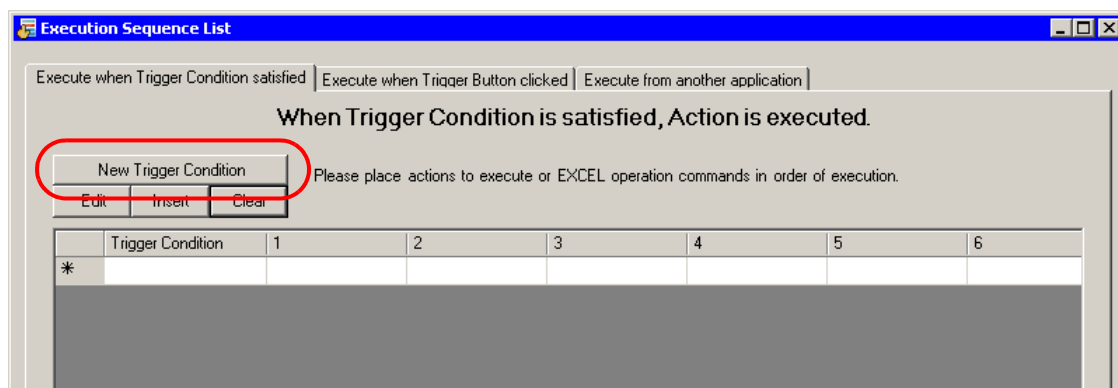 Execution Sequence List
Execute when Trigger Condition satisfied Execute when Trigger Button clicked Execute from another application
When Trigger Condition is satisfied, Action is executed.
New Trigger Condition
Please place actions to execute or EXCEL operation commands in order of execution.
Edit Insert Clear
Trigger Condition 1 2 3 4 5 6
*